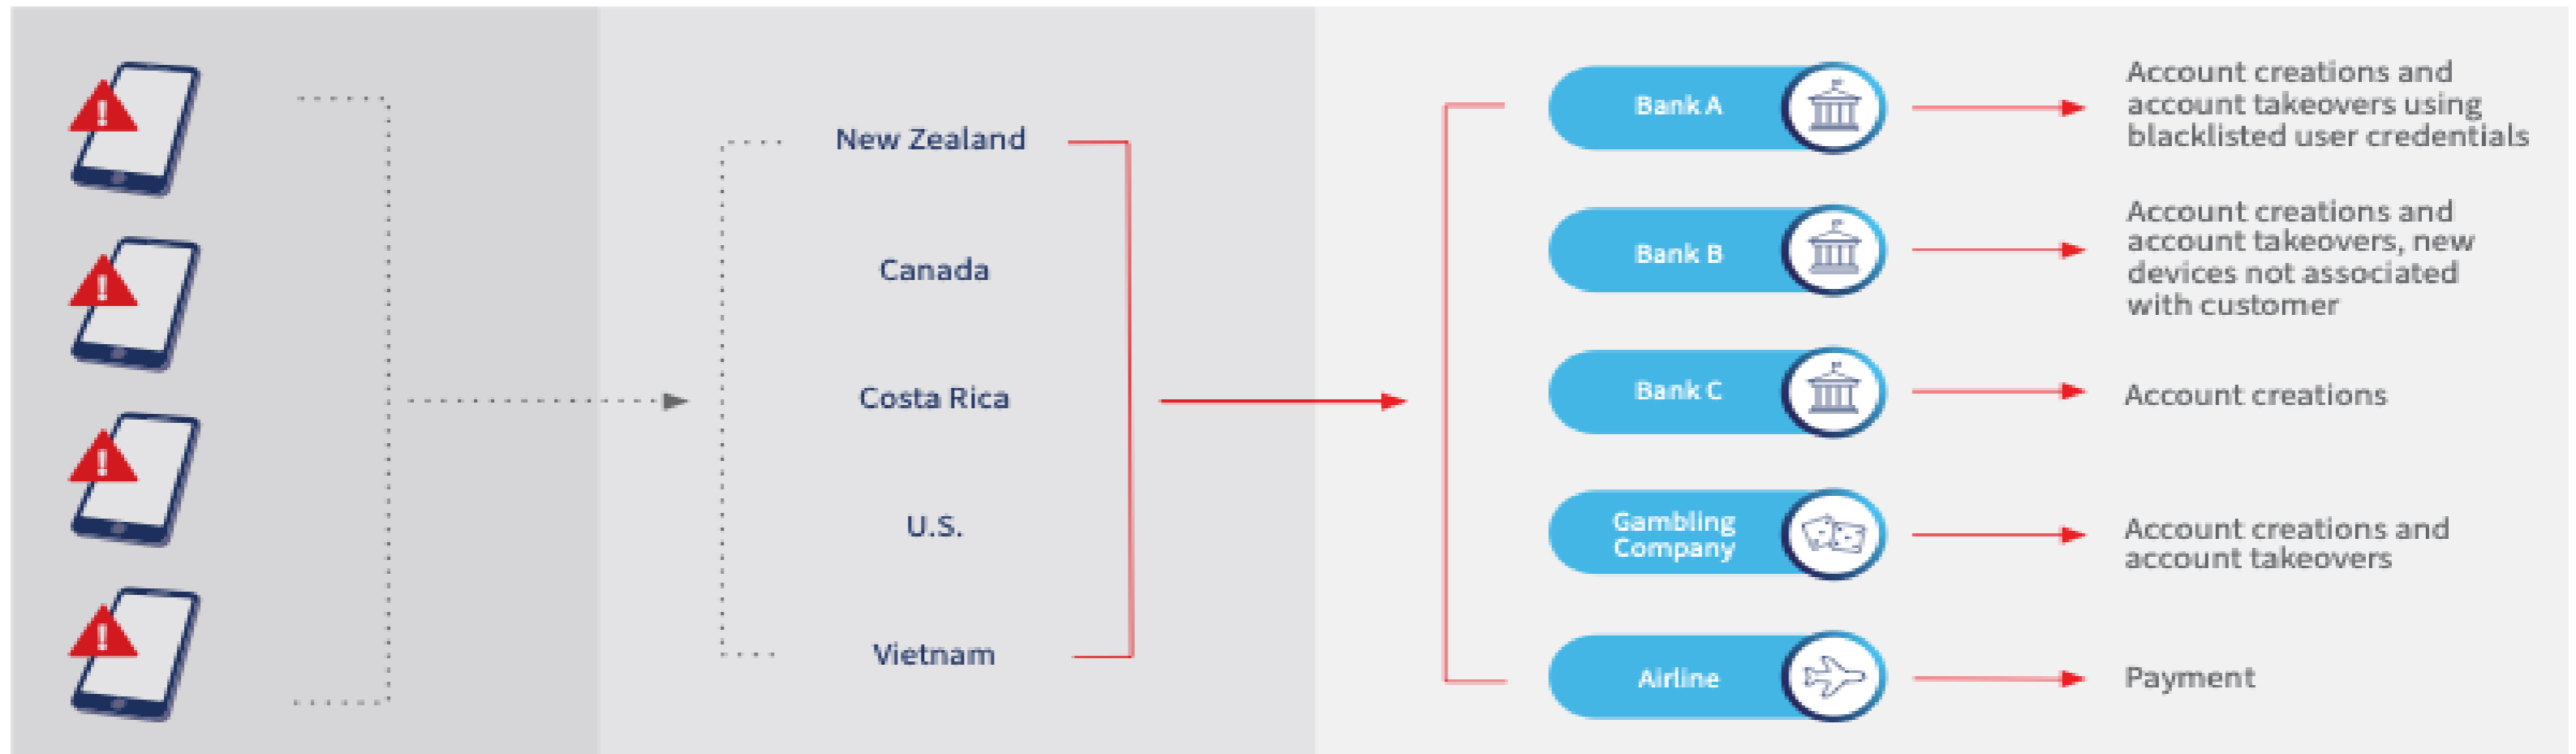 New Zealand
Canada
Costa Rica
U.S.
Vietnam
Bank A
Account creations and
account takeovers using
blacklisted user credentials
Bank B
Account creations and
account takeovers, new
devices not associated
with customer
Bank C
Account creations
Gambling
Company
Account creations and
account takeovers
Airline
Payment